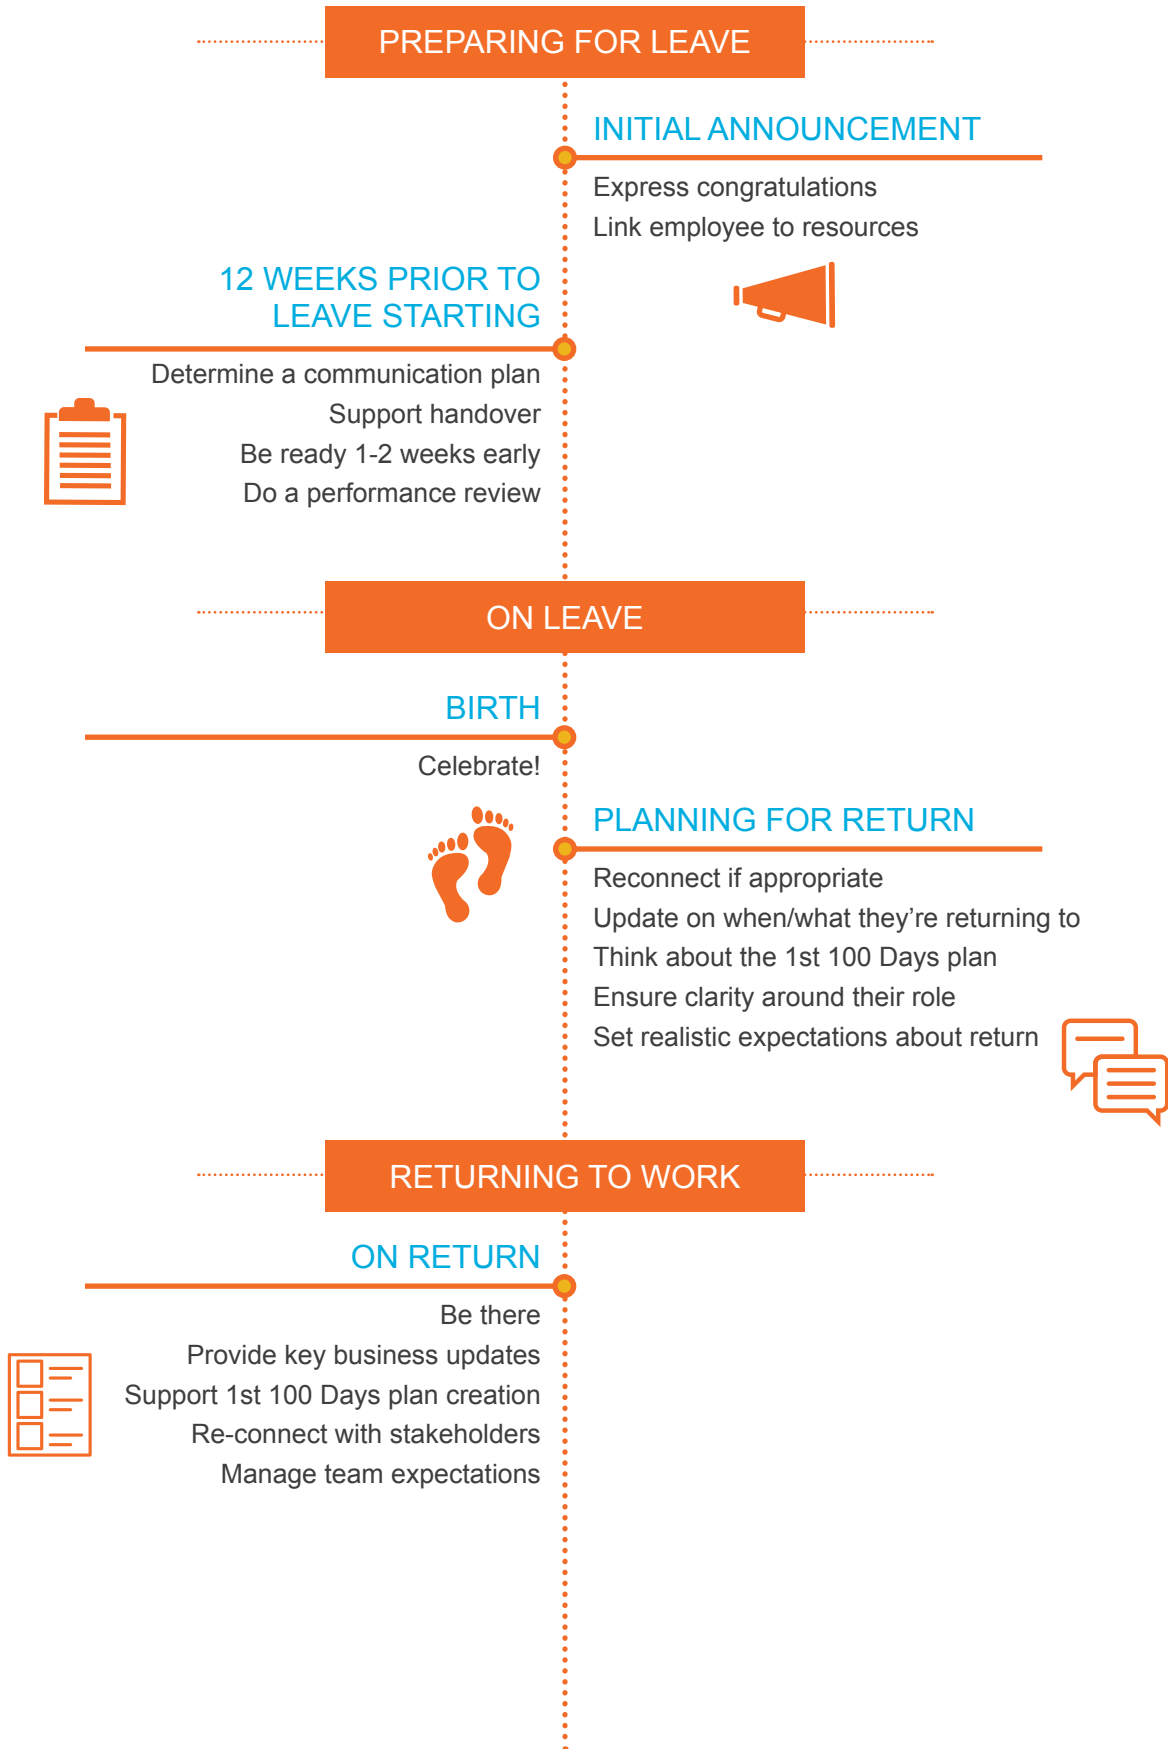 PREPARING FOR LEAVE
INITIAL ANNOUNCEMENT
Express congratulations
Link employee to resources
12 WEEKS PRIOR TO
LEAVE STARTING
Determine a communication plan
Support handover
Be ready 1-2 weeks early
Do a performance review
ON LEAVE
BIRTH
Celebrate!
PLANNING FOR RETURN
Reconnect if appropriate
Update on when/what they’re returning to
Think about the 1st 100 Days plan
Ensure clarity around their role
Set realistic expectations about return
RETURNING TO WORK
ON RETURN
Be there
Provide key business updates
Support 1st 100 Days plan creation
Re-connect with stakeholders
Manage team expectations